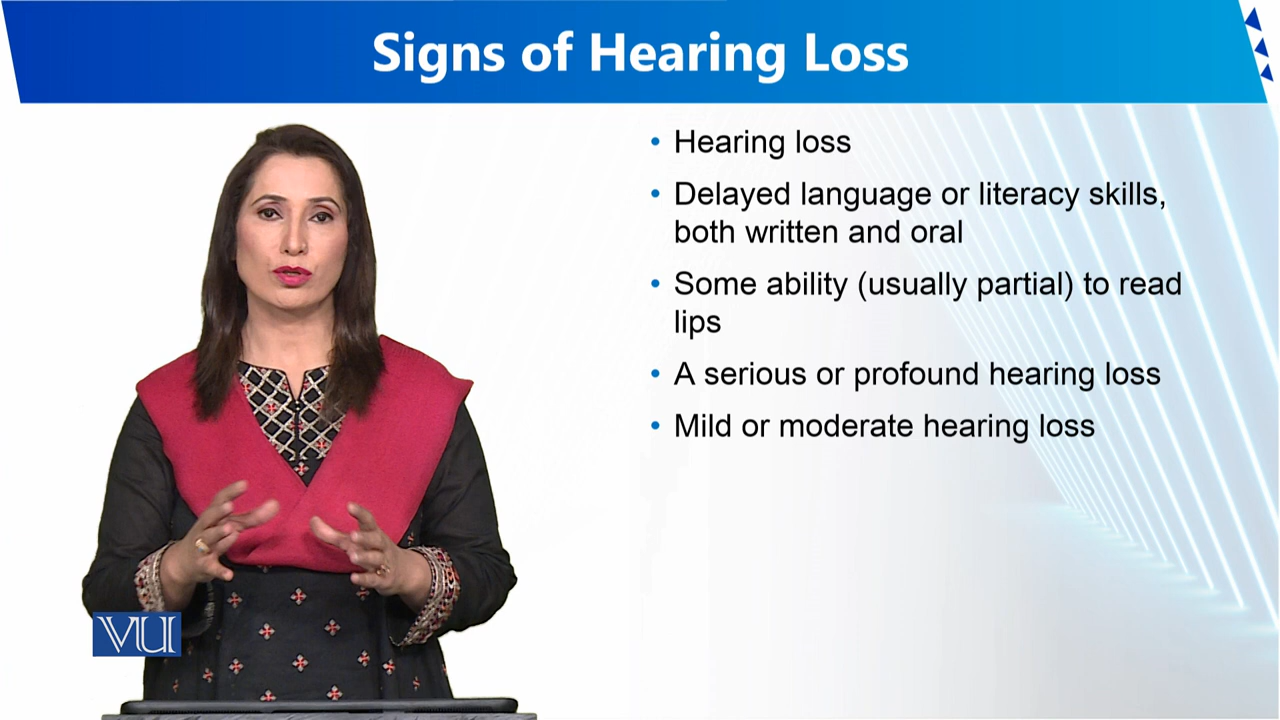 Signs of Hearing Loss
• Hearing loss
• Delayed language or literacy skills,
both written and oral
• Some ability (usually partial) to read
lips
• A serious or profound hearing loss
• Mild or moderate hearing loss
VU